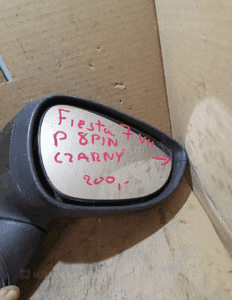 Fiesta 7 VII
P 8PIN
CZARNY
200,-